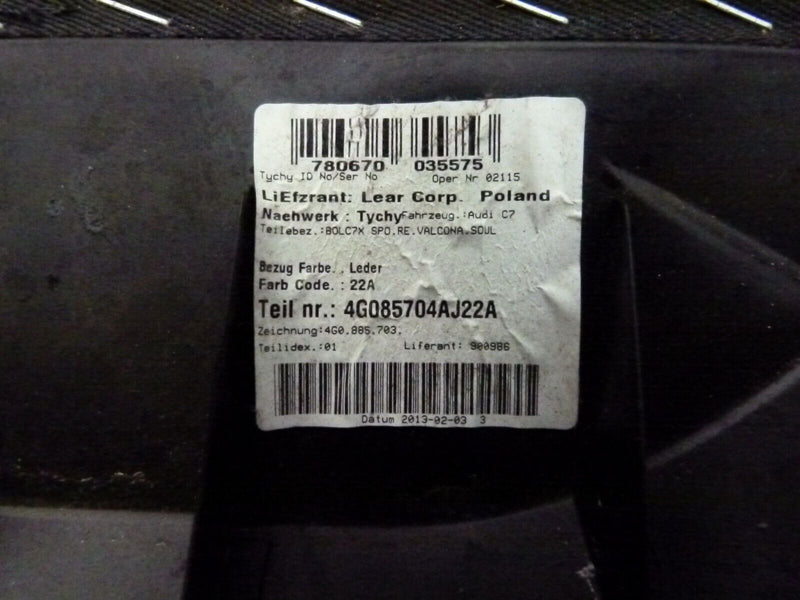 780670 035575
Tychy ID No/Ser No Oper Nr 02115
LiEfzrant: Lear Corp. Poland
Naehwerk : Tychy Fahrzeug.:Audi C7
Teilebez.:BOLC7X SPO.RE.VALCONA.SOUL
Bezug Farbe. . Leder
Farb Code. : 22A
Teil nr.: 4G085704AJ22A
Zeichnung:4G0.885.703.
Teilidex.:01 Liferant: 900986
Datum 2013-02-03 3